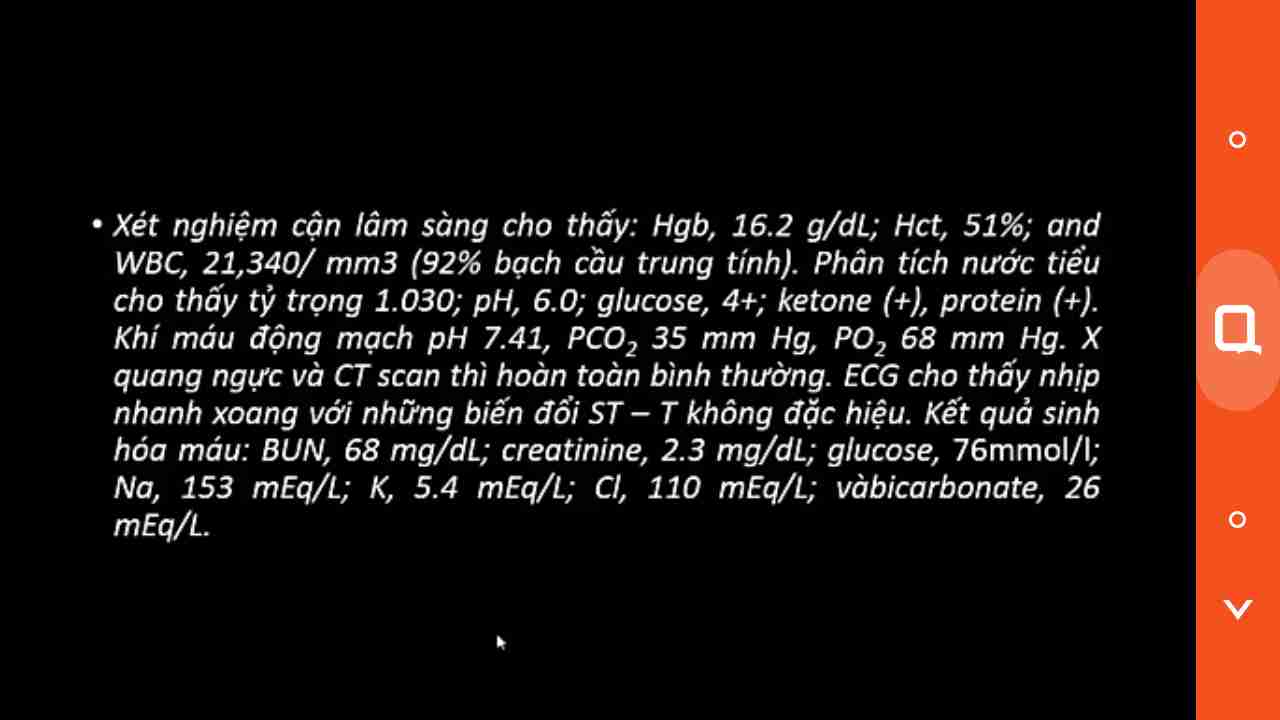 • Xét nghiệm cận lâm sàng cho thấy: Hgb, 16.2 g/dL; Hct, 51%; and
WBC, 21,340/ mm3 (92% bạch cầu trung tính). Phân tích nước tiểu
cho thấy tỷ trọng 1.030; pH, 6.0; glucose, 4+; ketone (+), protein (+).
Khí máu động mạch pH 7.41, PCO₂ 35 mm Hg, PO₂ 68 mm Hg. X
quang ngực và CT scan thì hoàn toàn bình thường. ECG cho thấy nhịp
nhanh xoang với những biến đổi ST – T không đặc hiệu. Kết quả sinh
hóa máu: BUN, 68 mg/dL; creatinine, 2.3 mg/dL; glucose, 76mmol/l;
Na, 153 mEq/L; K, 5.4 mEq/L; Cl, 110 mEq/L; vàbicarbonate, 26
mEq/L.